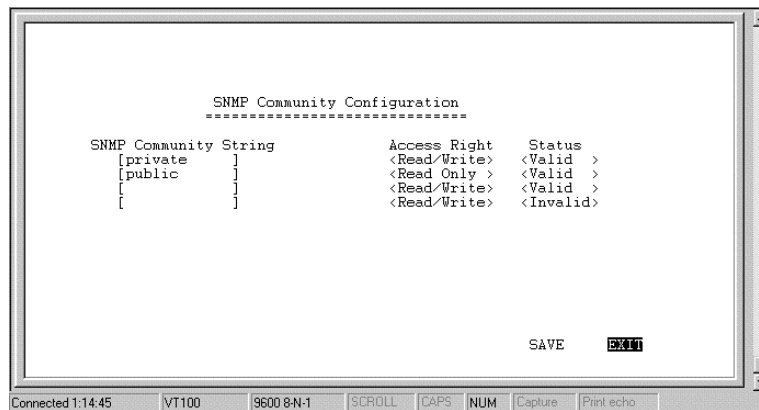 SNMP Community Configuration
==============================
SNMP Community String Access Right Status
[private ] <Read/Write> <Valid >
[public ] <Read Only > <Valid >
[ ] <Read/Write> <Valid >
[ ] <Read/Write> <Invalid>
SAVE EXIT
Connected 1:14:45 VT100 9600 8-N-1 SCROLL CAPS NUM Capture Print echo